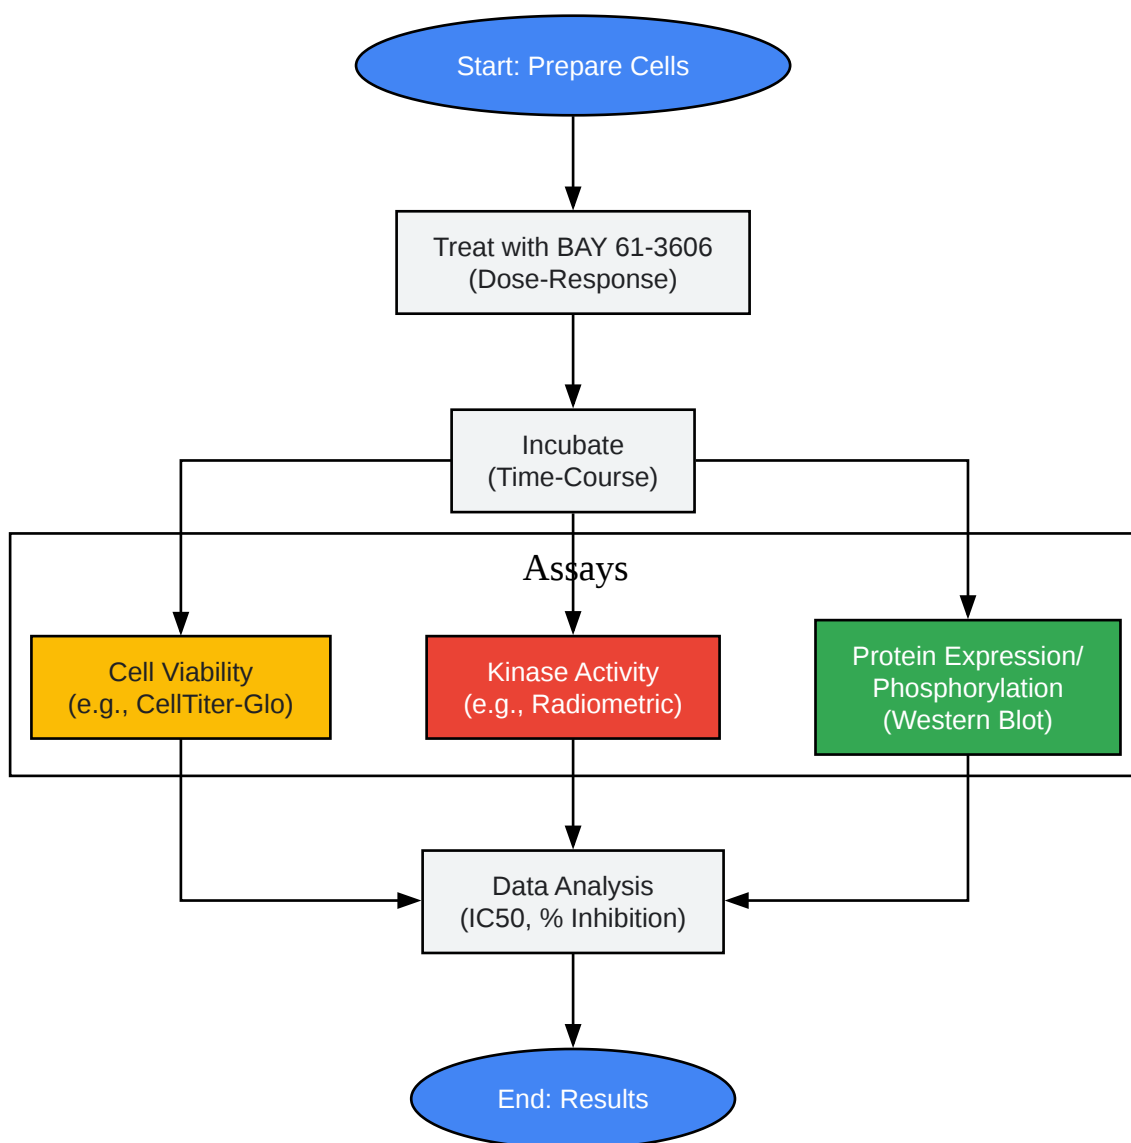 Start: Prepare Cells
Treat with BAY 61-3606
(Dose-Response)
Incubate
(Time-Course)
Assays
Cell Viability
(e.g., CellTiter-Glo)
Kinase Activity
(e.g., Radiometric)
Protein Expression/
Phosphorylation
(Western Blot)
Data Analysis
(IC50, % Inhibition)
End: Results